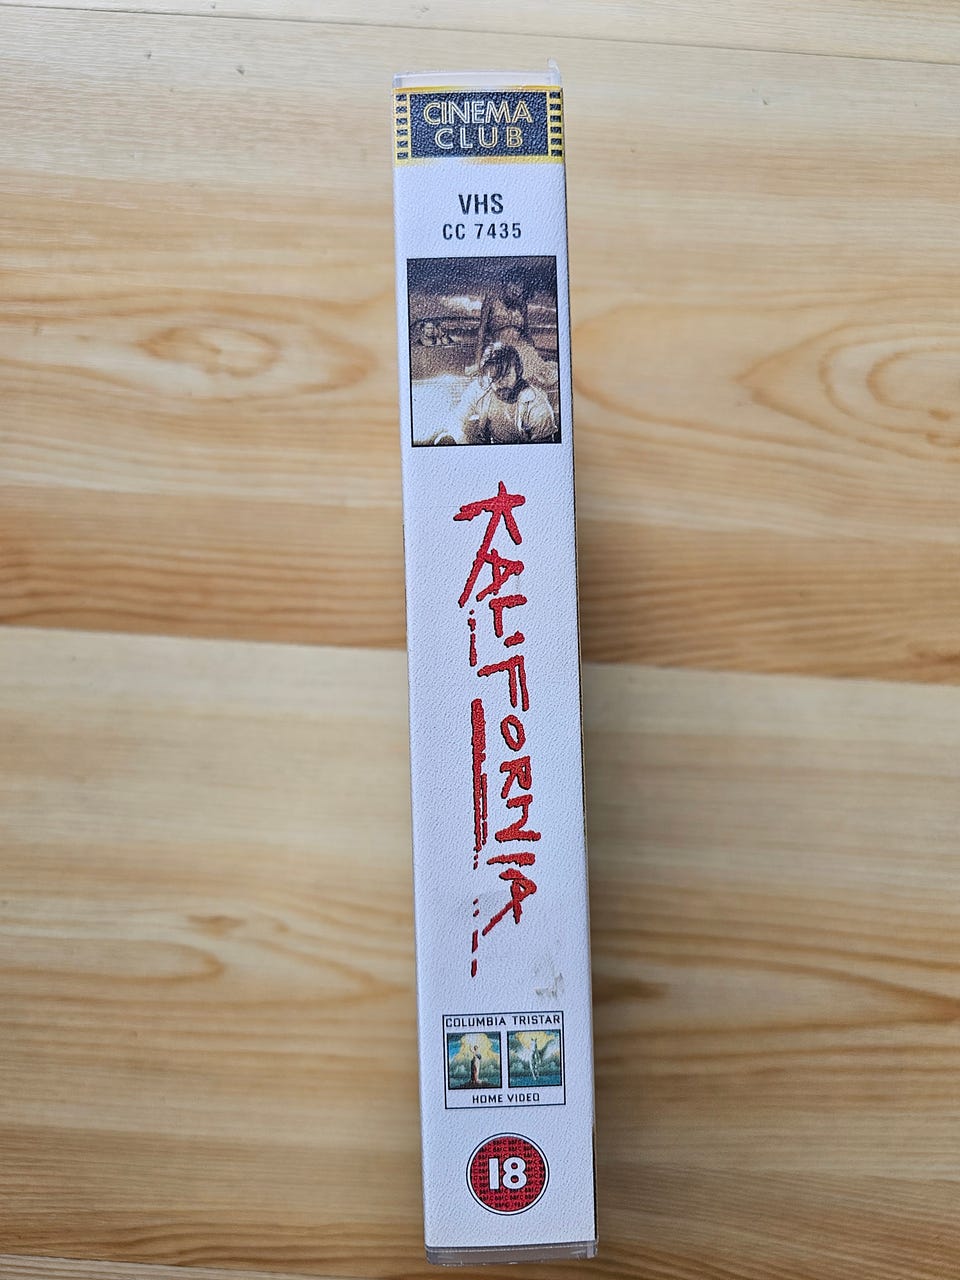 CINEMA
CLUB
VHS
CC 7435
KALIFORNIA
COLUMBIA TRISTAR
HOME VIDEO
18